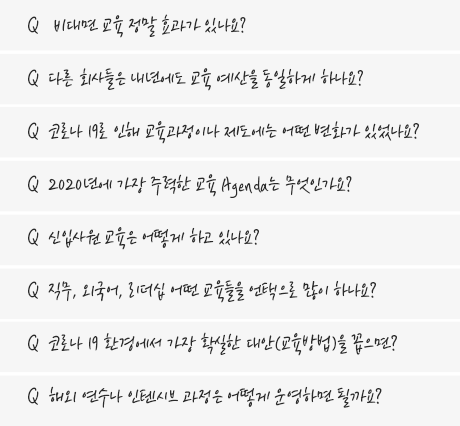 Q 비대면 교육 정말 효과가 있나요?
Q 다른 회사들은 내년에도 교육 예산을 동일하게 하나요?
Q 코로나 19로 인해 교육과정이나 제도에는 어떤 변화가 있었나요?
Q 2020년에 가장 주력한 교육 Agenda는 무엇인가요?
Q 신입사원 교육은 어떻게 하고 있나요?
Q 직무, 외국어, 리더십 어떤 교육들을 언택으로 많이 하나요?
Q 코로나 19 환경에서 가장 확실한 대안(교육방법)을 꼽으면?
Q 해외 연수나 인텐시브 과정은 어떻게 운영하면 될까요?